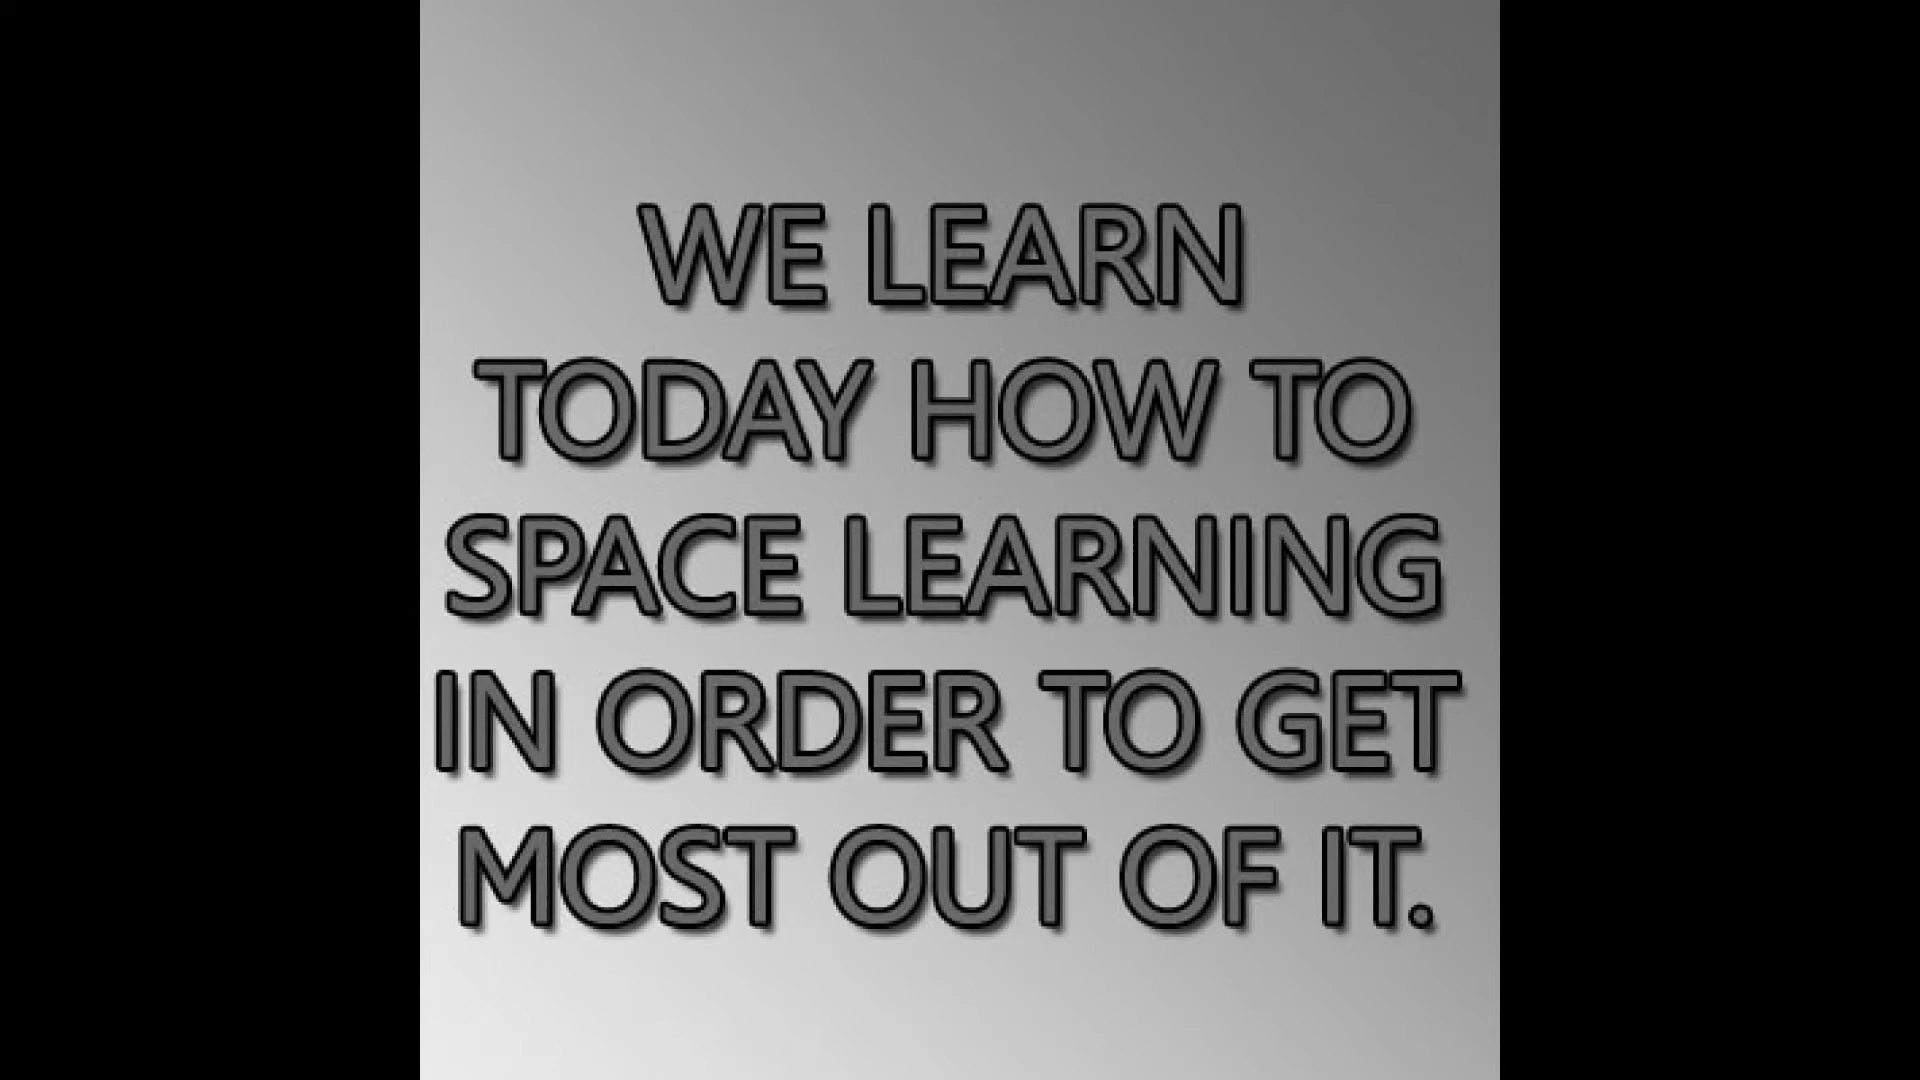 WE LEARN
TODAY HOW TO
SPACE LEARNING
IN ORDER TO GET
MOST OUT OF IT.